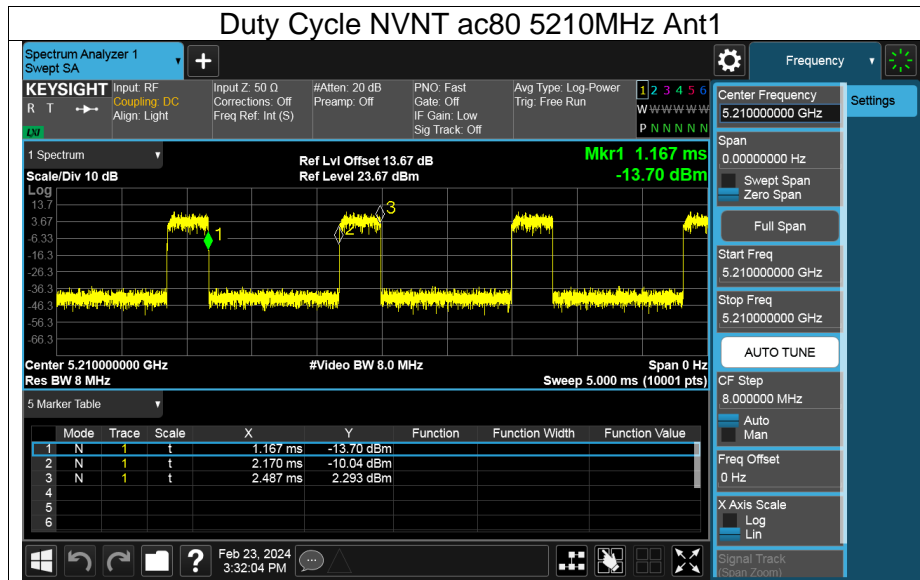 Duty Cycle NVNT ac80 5210MHz Ant1
Spectrum Analyzer 1
Swept SA
+
Frequency
KEYSIGHT
R T
LXI
Input: RF
Coupling: DC
Align: Light
Input Z: 50 Ω
Corrections: Off
Freq Ref: Int (S)
#Atten: 20 dB
Preamp: Off
PNO: Fast
Gate: Off
IF Gain: Low
Sig Track: Off
Avg Type: Log-Power
Trig: Free Run
1 2 3 4 5 6
W W W W W W
P N N N N N
1 Spectrum
Scale/Div 10 dB
Ref Lvl Offset 13.67 dB
Ref Level 23.67 dBm
Mkr1 1.167 ms
-13.70 dBm
Log
13.7
3.67
-6.33
-16.3
-26.3
-36.3
-46.3
-56.3
-66.3
1
2
3
Center 5.210000000 GHz
#Video BW 8.0 MHz
Span 0 Hz
Res BW 8 MHz
Sweep 5.000 ms (10001 pts)
5 Marker Table
Mode Trace Scale X Y Function Function Width Function Value
1 N 1 t 1.167 ms -13.70 dBm
2 N 1 t 2.170 ms -10.04 dBm
3 N 1 t 2.487 ms 2.293 dBm
4
5
6
Center Frequency
5.210000000 GHz
Span
0.00000000 Hz
Swept Span
Zero Span
Full Span
Start Freq
5.210000000 GHz
Stop Freq
5.210000000 GHz
AUTO TUNE
CF Step
8.000000 MHz
Auto
Man
Freq Offset
0 Hz
X Axis Scale
Log
Lin
Signal Track
(Span Zoom)
Settings
?
Feb 23, 2024
3:32:04 PM